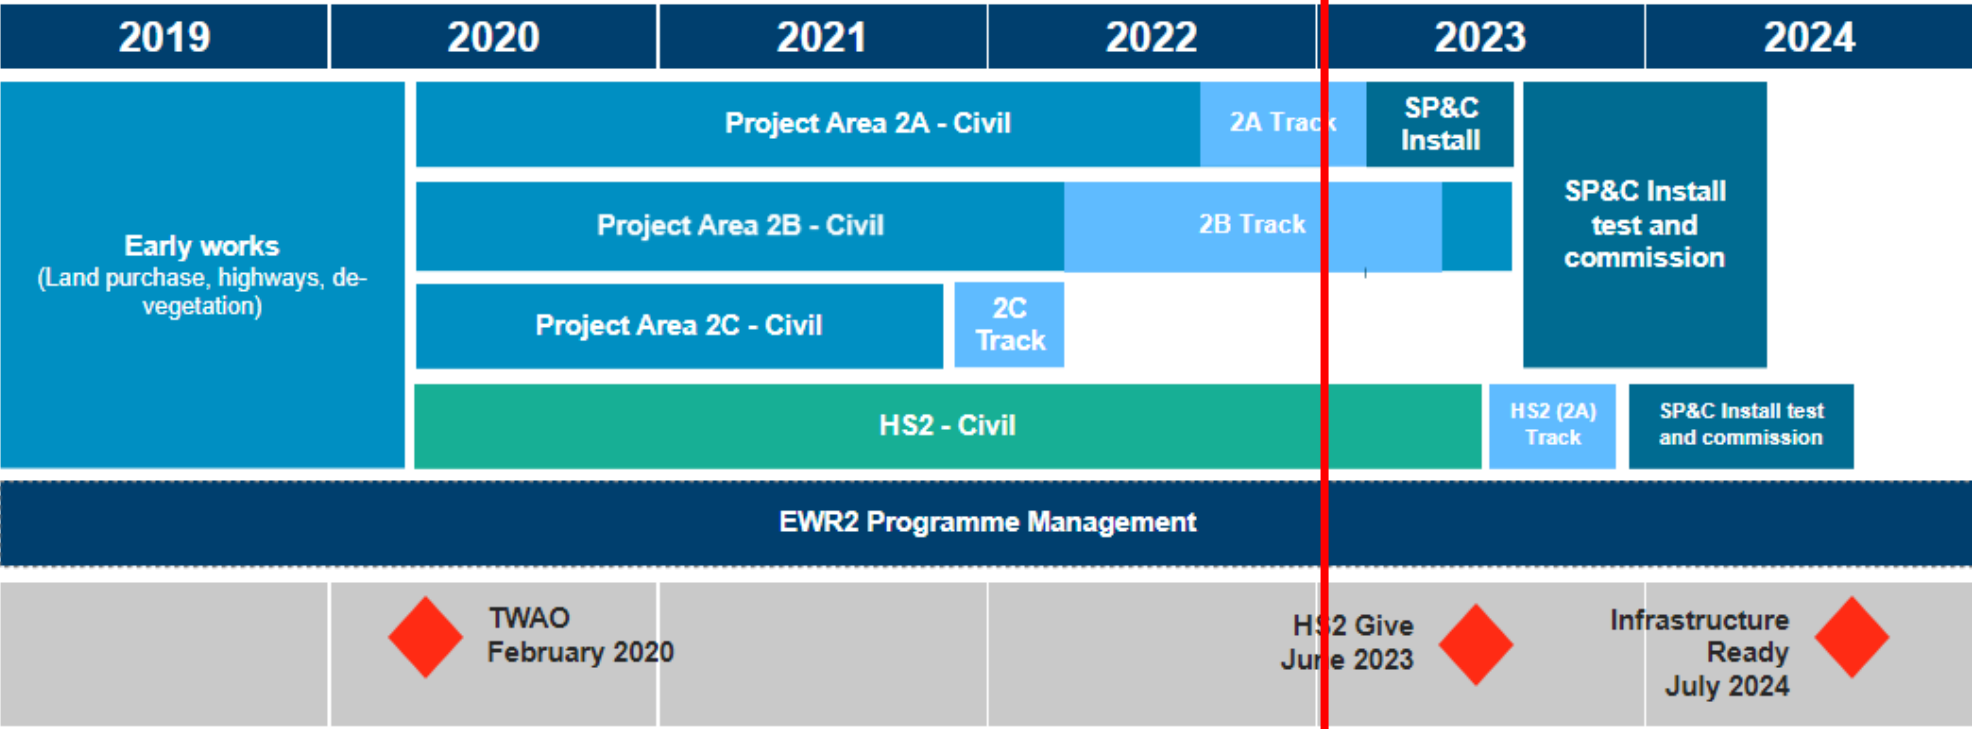 2019
2020
2021
2022
2023
2024
Project Area 2A - Civil
2A Track
SP&C
Install
Early works
(Land purchase, highways, de-
vegetation)
Project Area 2B - Civil
2B Track
SP&C Install
test and
commission
Project Area 2C - Civil
2C
Track
HS2 - Civil
HS2 (2A)
Track
SP&C Install test
and commission
EWR2 Programme Management
TWAO
February 2020
HS2 Give
June 2023
Infrastructure
Ready
July 2024